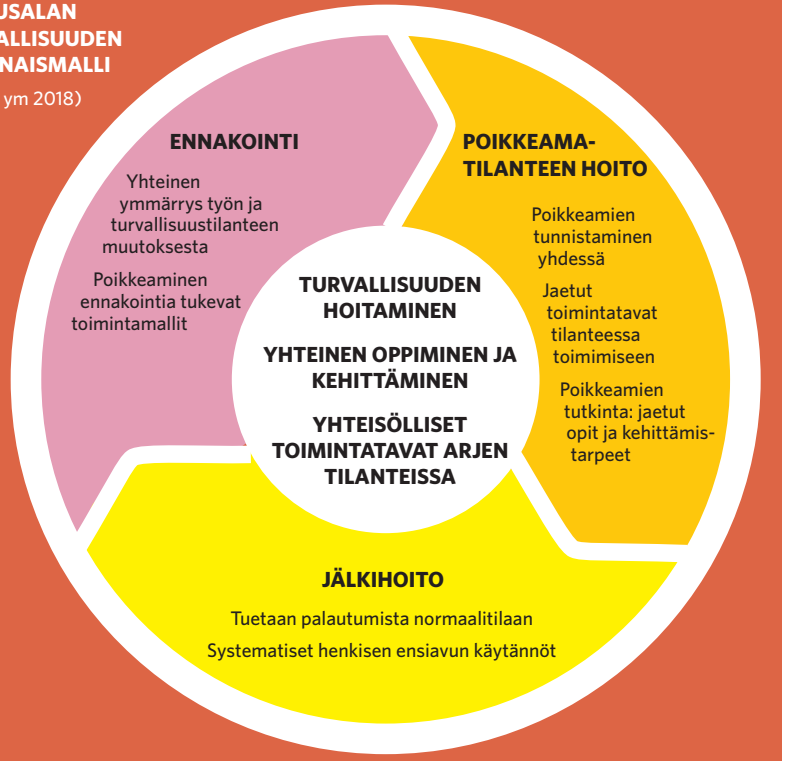 USALAN
ALLISUUDEN
NAISMALLI
ym 2018)
ENNAKOINTI
Yhteinen
ymmärrys työn ja
turvallisuustilanteen
muutoksesta
Poikkeaminen
ennakointia tukevat
toimintamallit
POIKKEAMA-
TILANTEEN HOITO
Poikkeamien
tunnistaminen
yhdessä
Jaetut
toimintatavat
tilanteessa
toimimiseen
Poikkeamien
tutkinta: jaetut
opit ja kehittämis-
tarpeet
TURVALLISUUDEN
HOITAMINEN
YHTEINEN OPPIMINEN JA
KEHITTÄMINEN
YHTEISÖLLISET
TOIMINTATAVAT ARJEN
TILANTEISSA
JÄLKIHOITO
Tuetaan palautumista normaalitilaan
Systematiset henkisen ensiavun käytännöt